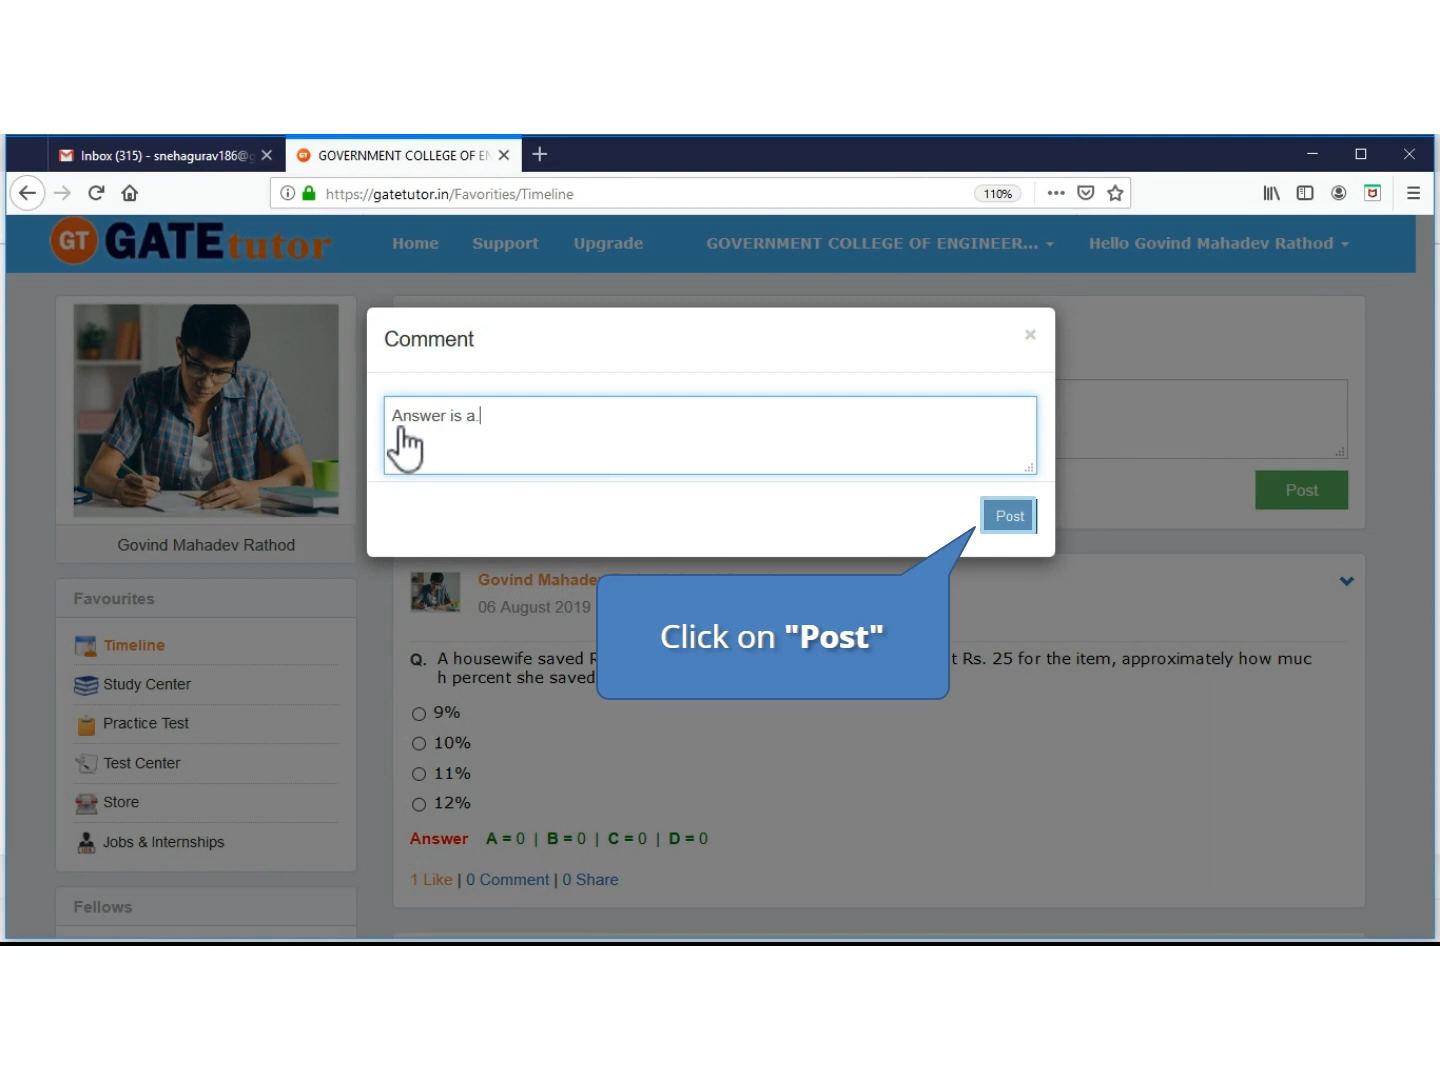 Inbox (315) - snehagurav186@g
GOVERNMENT COLLEGE OF EN
https://gatetutor.in/Favorities/Timeline
110%
GT GATEtutor
Home
Support
Upgrade
GOVERNMENT COLLEGE OF ENGINEER...
Hello Govind Mahadev Rathod
Comment
Answer is a.
Post
Post
Govind Mahadev Rathod
Click on "Post"
Favourites
Timeline
Study Center
Practice Test
Test Center
Store
Jobs & Internships
Fellows
Govind Mahade
06 August 2019
Q. A housewife saved R t Rs. 25 for the item, approximately how muc
h percent she saved
9%
10%
11%
12%
Answer A = 0 | B = 0 | C = 0 | D = 0
1 Like | 0 Comment | 0 Share